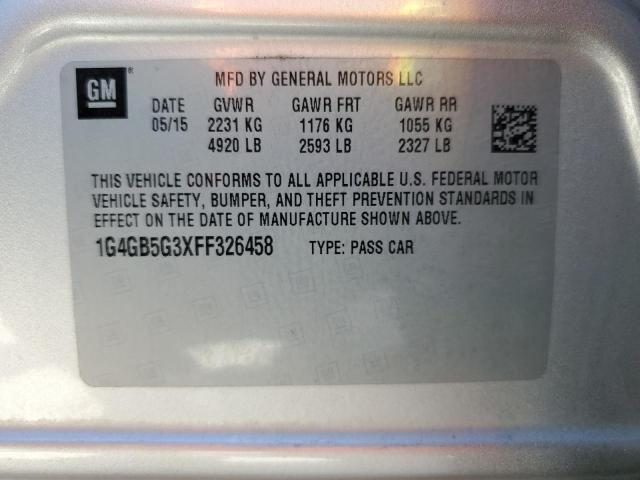 GM ® MFD BY GENERAL MOTORS LLC
DATE GVWR GAWR FRT GAWR RR
05/15 2231 KG 1176 KG 1055 KG
4920 LB 2593 LB 2327 LB
THIS VEHICLE CONFORMS TO ALL APPLICABLE U.S. FEDERAL MOTOR
VEHICLE SAFETY, BUMPER, AND THEFT PREVENTION STANDARDS IN
EFFECT ON THE DATE OF MANUFACTURE SHOWN ABOVE.
1G4GB5G3XFF326458 TYPE: PASS CAR